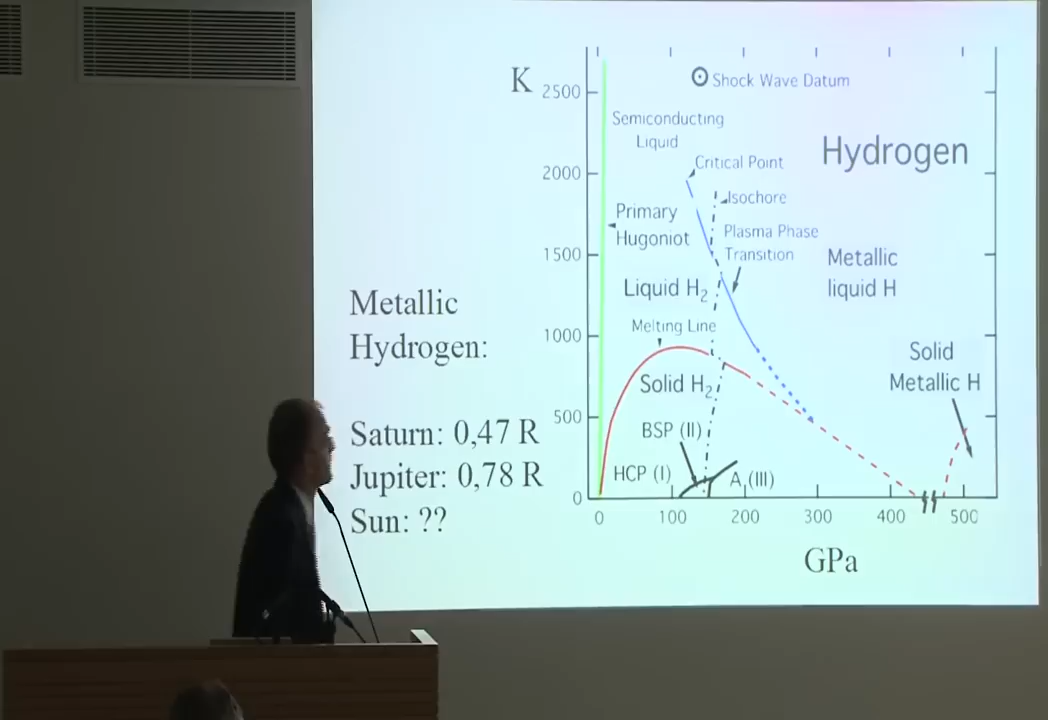 K
2500
2000
1500
1000
500
0
0 100 200 300 400 500
GPa
Shock Wave Datum
Semiconducting
Liquid
Hydrogen
Critical Point
Isochore
Primary
Hugoniot
Plasma Phase
Transition
Metallic
liquid H
Liquid H2
Melting Line
Solid H2
Solid
Metallic H
BSP (II)
HCP (I)
A, (III)
Metallic
Hydrogen:
Saturn: 0,47 R
Jupiter: 0,78 R
Sun: ??